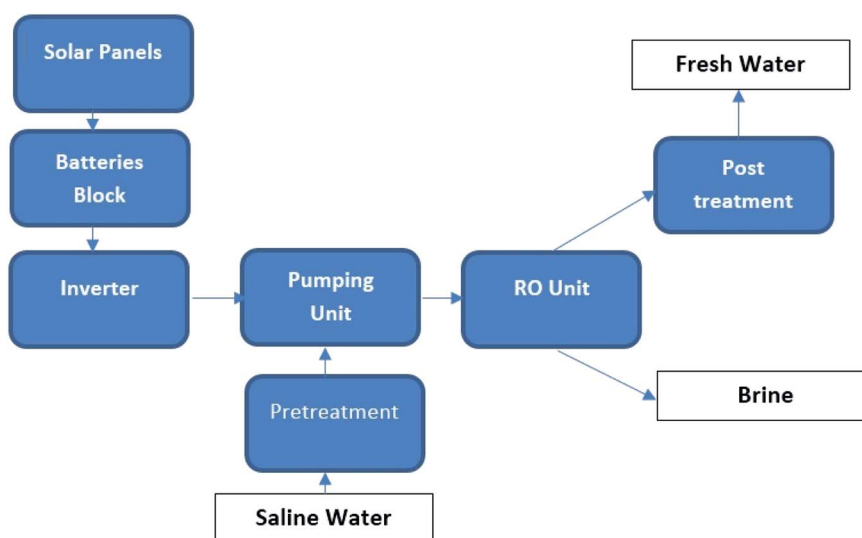 Solar Panels
Fresh Water
Batteries
Block
Post
treatment
Inverter
Pumping
Unit
RO Unit
Pretreatment
Brine
Saline Water